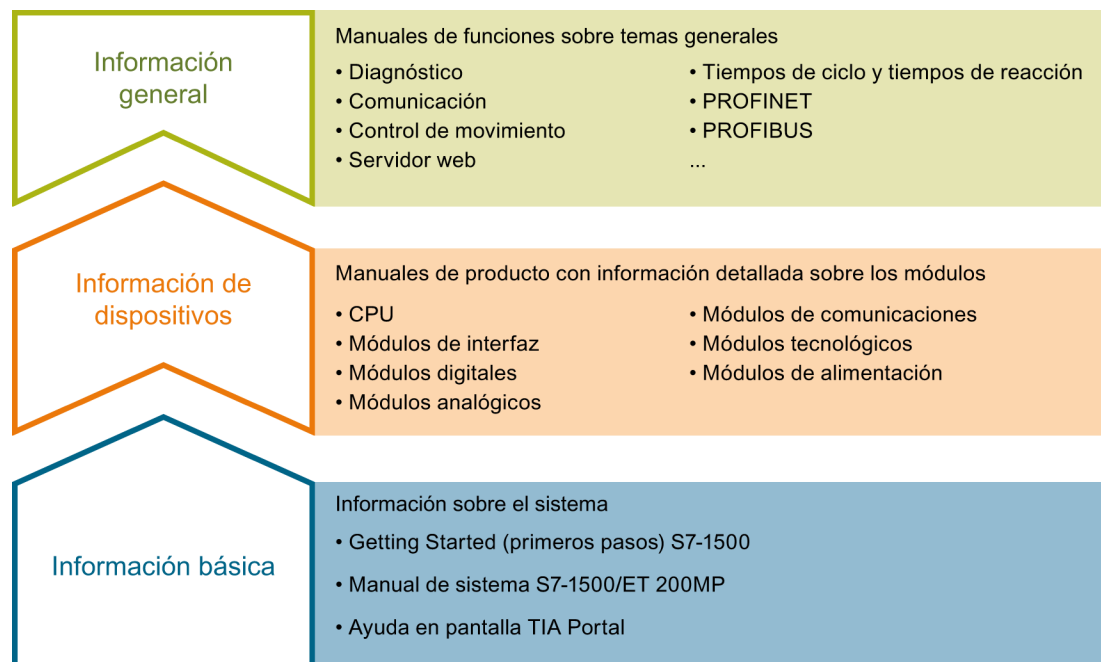 Información
general
Manuales de funciones sobre temas generales
• Diagnóstico
• Comunicación
• Control de movimiento
• Servidor web
• Tiempos de ciclo y tiempos de reacción
• PROFINET
• PROFIBUS
...
Información de
dispositivos
Manuales de producto con información detallada sobre los módulos
• CPU
• Módulos de interfaz
• Módulos digitales
• Módulos analógicos
• Módulos de comunicaciones
• Módulos tecnológicos
• Módulos de alimentación
Información básica
Información sobre el sistema
• Getting Started (primeros pasos) S7-1500
• Manual de sistema S7-1500/ET 200MP
• Ayuda en pantalla TIA Portal